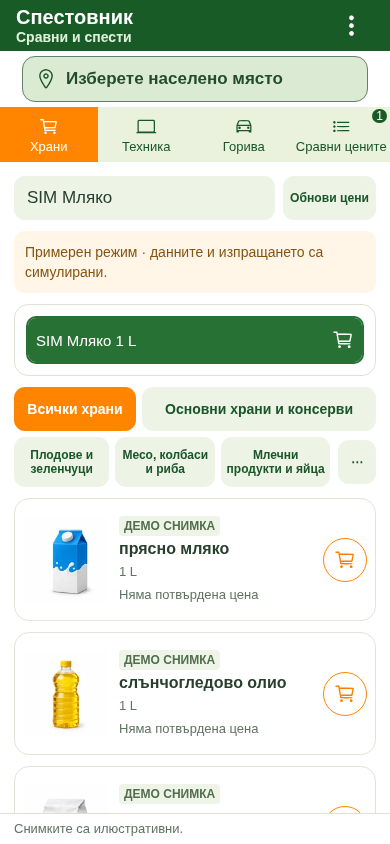 Спестовник
Сравни и спести
Изберете населено място
Храни
Техника
Горива
Сравни цените
1
SIM Мляко
Обнови цени
Примерен режим · данните и изпращането са
симулирани.
SIM Мляко 1 L
Всички храни
Основни храни и консерви
Плодове и
зеленчуци
Месо, колбаси
и риба
Млечни
продукти и яйца
...
ДЕМО СНИМКА
прясно мляко
1 L
Няма потвърдена цена
ДЕМО СНИМКА
слънчогледово олио
1 L
Няма потвърдена цена
ДЕМО СНИМКА
Снимките са илюстративни.